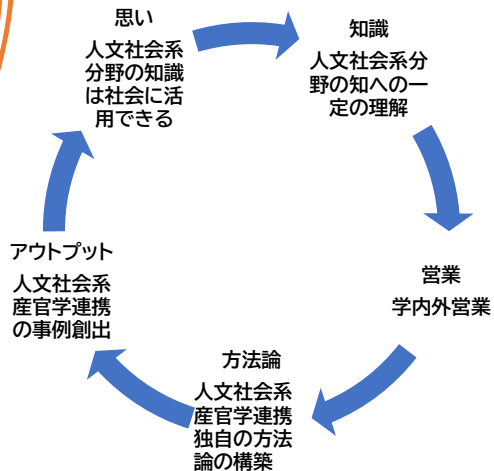 思い
人文社会系
分野の知識
は社会に活
用できる
知識
人文社会系分
野の知への一
定の理解
営業
学内外営業
方法論
人文社会系
産官学連携
独自の方法
論の構築
アウトプット
人文社会系
産官学連携
の事例創出